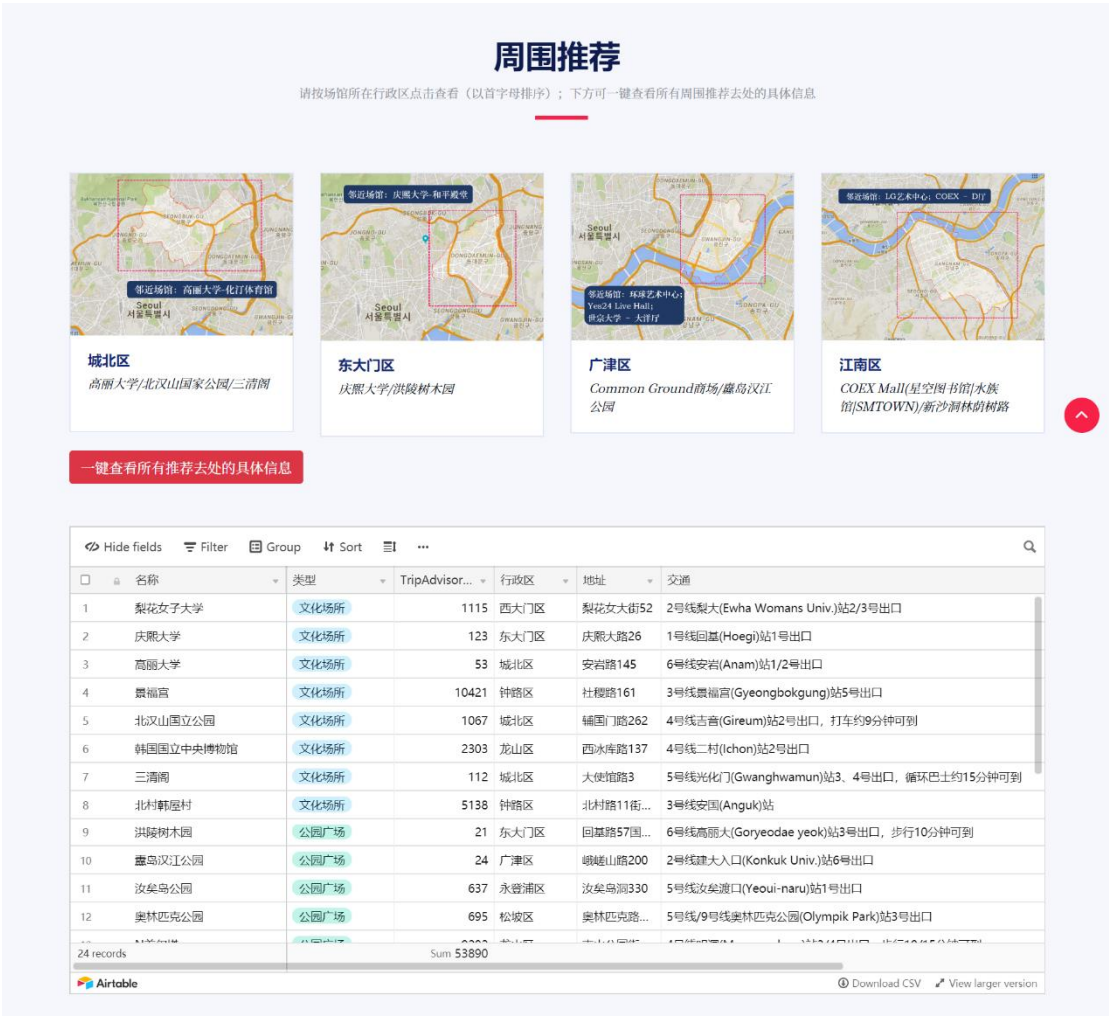 周围推荐
请按场馆所在行政区点击查看（以首字母排序）；下方可一键查看所有周围推荐去处的具体信息
邻近场馆：高丽大学-化汀体育馆
Seoul
서울특별시
城北区
高丽大学/北汉山国家公园/三清阁
邻近场馆：庆熙大学-和平殿堂
Seoul
서울특별시
东大门区
庆熙大学/洪陵树木园
Seoul
서울특별시
邻近场馆：环球艺术中心;
Yes24 Live Hall;
世宗大学 - 大洋厅
广津区
Common Ground商场/纛岛汉江
公园
邻近场馆：LG艺术中心; COEX - D厅
江南区
COEX Mall(星空图书馆|水族
馆|SMTOWN)/新沙洞林荫树路
一键查看所有推荐去处的具体信息
Hide fields Filter Group Sort ...
名称 类型 TripAdvisor... 行政区 地址 交通
1 梨花女子大学 文化场所 1115 西大门区 梨花女大街52 2号线梨大(Ewha Womans Univ.)站2/3号出口
2 庆熙大学 文化场所 123 东大门区 庆熙大路26 1号线回基(Hoegi)站1号出口
3 高丽大学 文化场所 53 城北区 安岩路145 6号线安岩(Anam)站1/2号出口
4 景福宫 文化场所 10421 钟路区 社稷路161 3号线景福宫(Gyeongbokgung)站5号出口
5 北汉山国立公园 文化场所 1067 城北区 辅国门路262 4号线吉音(Gireum)站2号出口，打车约9分钟可到
6 韩国国立中央博物馆 文化场所 2303 龙山区 西冰库路137 4号线二村(Ichon)站2号出口
7 三清阁 文化场所 112 城北区 大使馆路3 5号线光化门(Gwanghwamun)站3、4号出口，循环巴士约15分钟可到
8 北村韩屋村 文化场所 5138 钟路区 北村路11街... 3号线安国(Anguk)站
9 洪陵树木园 公园广场 21 东大门区 回基路57国... 6号线高丽大(Goryeodae yeok)站3号出口，步行10分钟可到
10 纛岛汉江公园 公园广场 24 广津区 峨嵯山路200 2号线建大入口(Konkuk Univ.)站6号出口
11 汝矣岛公园 公园广场 637 永登浦区 汝矣岛洞330 5号线汝矣渡口(Yeoui-naru)站1号出口
12 奥林匹克公园 公园广场 695 松坡区 奥林匹克路... 5号线/9号线奥林匹克公园(Olympik Park)站3号出口
24 records Sum 53890
Airtable Download CSV View larger version